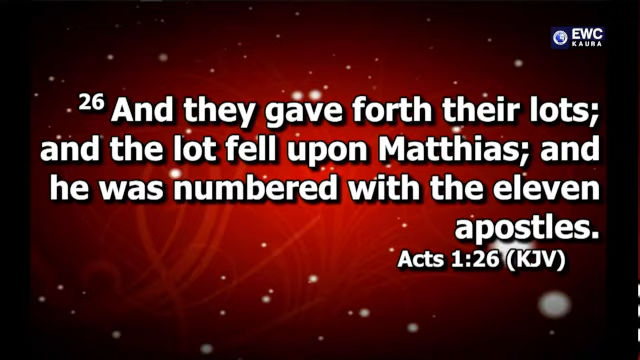 EWC
KAURA
26 And they gave forth their lots;
and the lot fell upon Matthias; and
he was numbered with the eleven
apostles.
Acts 1:26 (KJV)